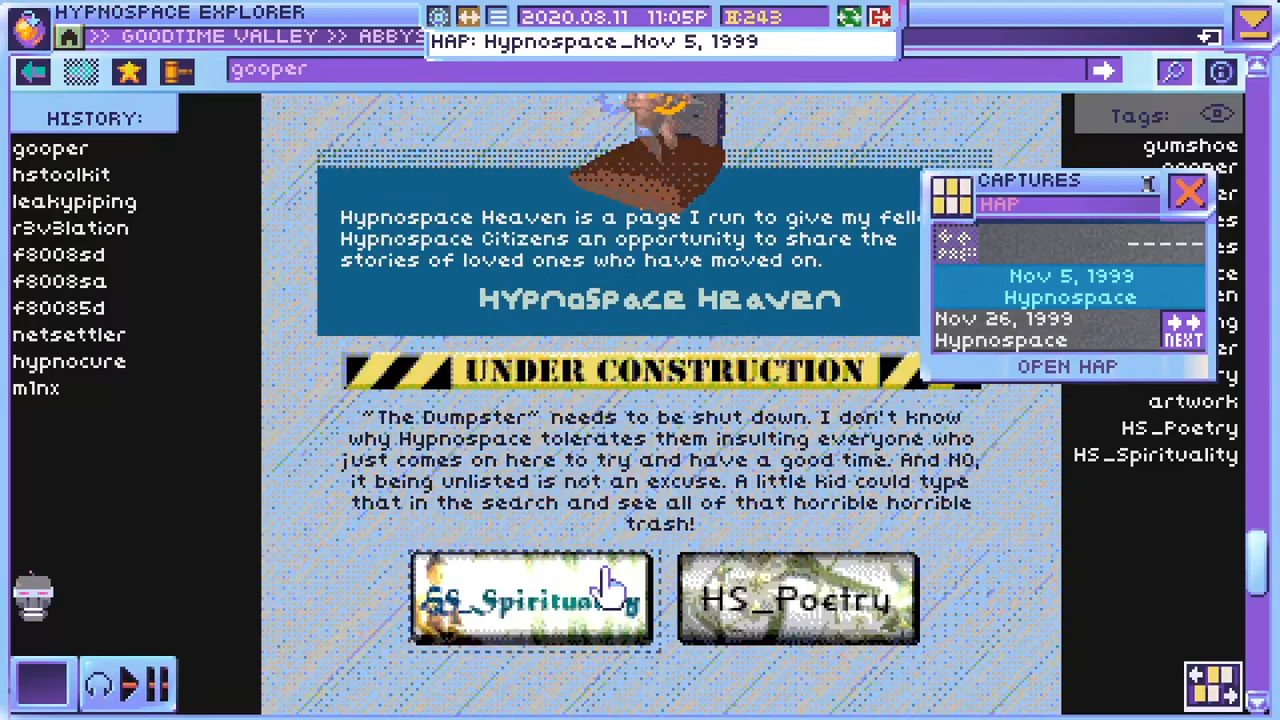 HYPNOSPACE EXPLORER
2020.08.11 11:05P
243
>> GOODTIME VALLEY >> ABBY'S
HAP: Hypnospace_Nov 5, 1999
gooper
HISTORY:
gooper
hstoolkit
leakypiping
r3v3lation
f8008sd
f8008sa
f80085d
netsettler
hypnocure
m1nx
Hypnospace Heaven is a page I run to give my fell
Hypnospace Citizens an opportunity to share the
stories of loved ones who have moved on.
Hypnospace Heaven
UNDER CONSTRUCTION
"The Dumpster" needs to be shut down. I don't know
why Hypnospace tolerates them insulting everyone who
just comes on here to try and have a good time. And NO,
it being unlisted is not an excuse. A little kid could type
that in the search and see all of that horrible horrible
trash!
HS_Spirituality
HS_Poetry
Tags:
gumshoe
CAPTURES
HAP
-----
Nov 5, 1999
Hypnospace
Nov 26, 1999
Hypnospace
NEXT
OPEN HAP
artwork
HS_Poetry
HS_Spirituality